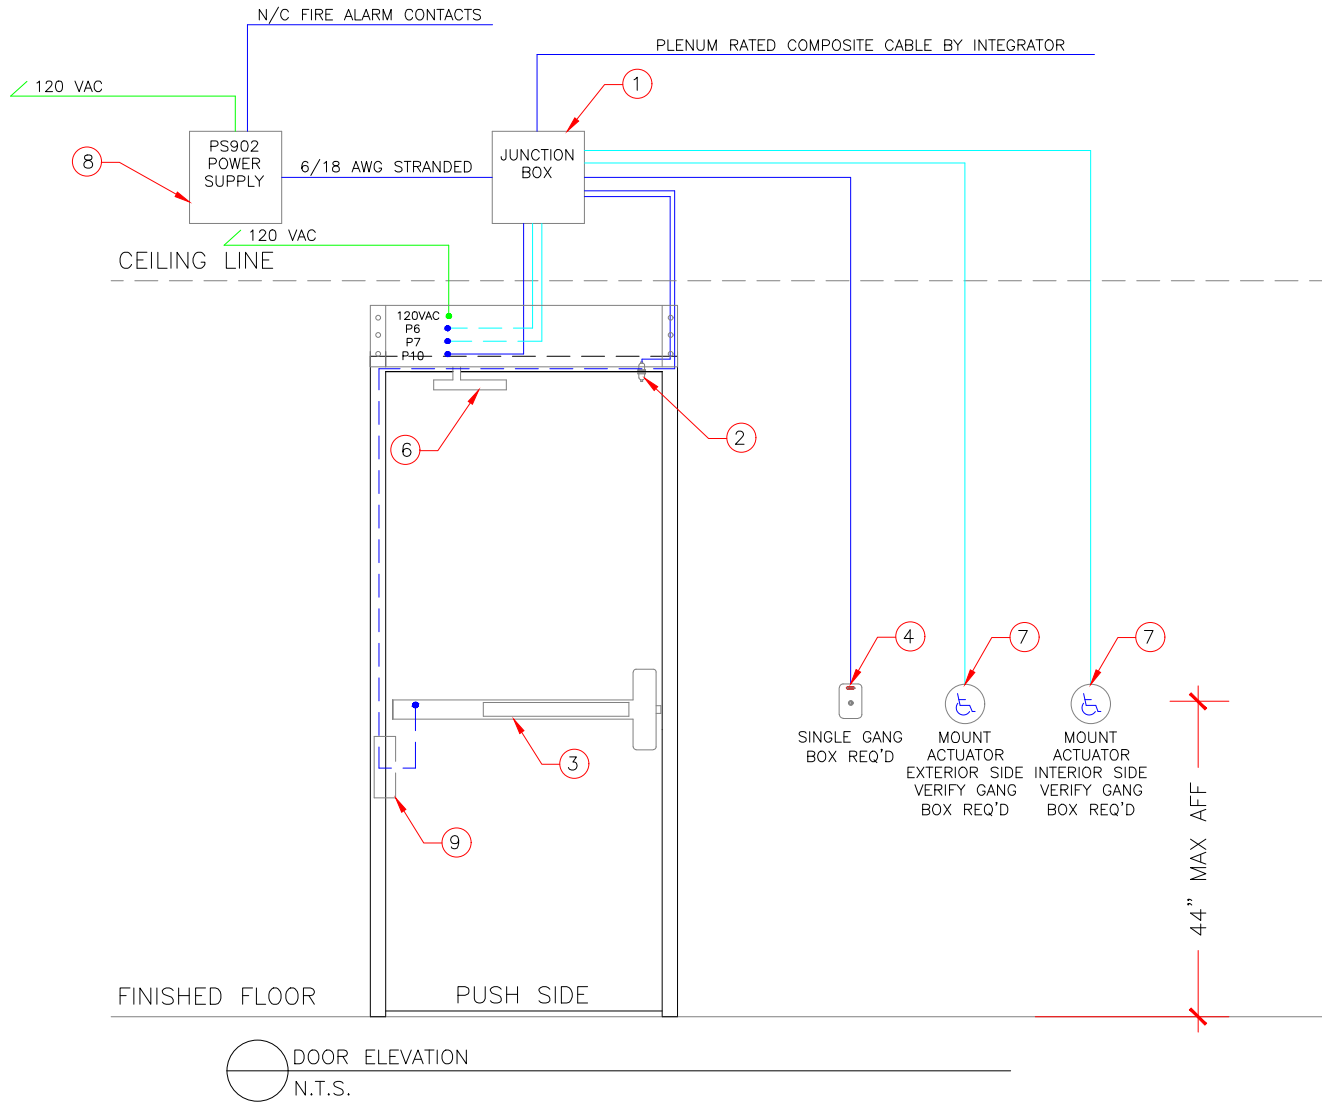 N/C FIRE ALARM CONTACTS
PLENUM RATED COMPOSITE CABLE BY INTEGRATOR
120 VAC
1
PS902
POWER
SUPPLY
8
6/18 AWG STRANDED
JUNCTION
BOX
120 VAC
CEILING LINE
120VAC
P6
P7
P10
6
2
4
7
7
3
9
SINGLE GANG
BOX REQ'D
MOUNT
ACTUATOR
EXTERIOR SIDE
VERIFY GANG
BOX REQ'D
MOUNT
ACTUATOR
INTERIOR SIDE
VERIFY GANG
BOX REQ'D
44" MAX AFF
FINISHED FLOOR
PUSH SIDE
DOOR ELEVATION
N.T.S.